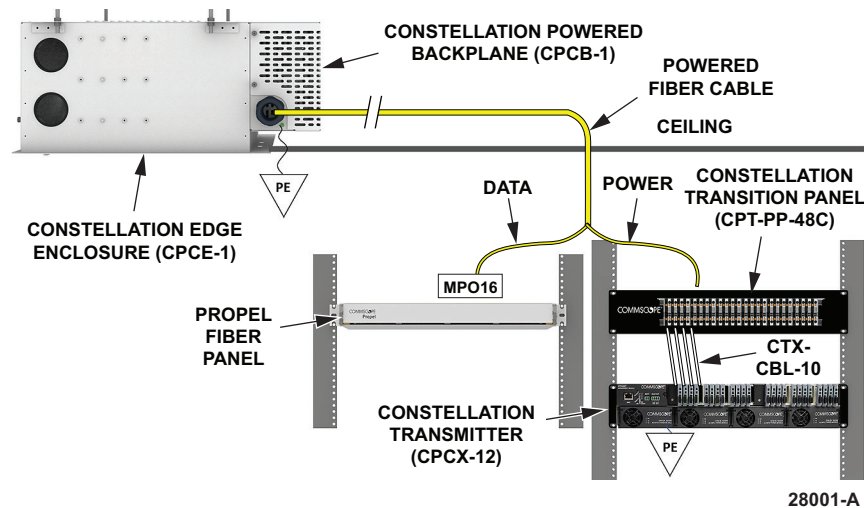 CONSTELLATION POWERED
BACKPLANE (CPCB-1)
POWERED
FIBER CABLE
CEILING
CONSTELLATION
TRANSITION PANEL
(CPT-PP-48C)
PE
DATA
POWER
CONSTELLATION EDGE
ENCLOSURE (CPCE-1)
MPO16
COMMSCOPE
Propel
COMMSCOPE
PROPEL
FIBER
PANEL
CTX-
CBL-10
COMMSCOPE
CONSTELLATION
TRANSMITTER
(CPCX-12)
PE
28001-A